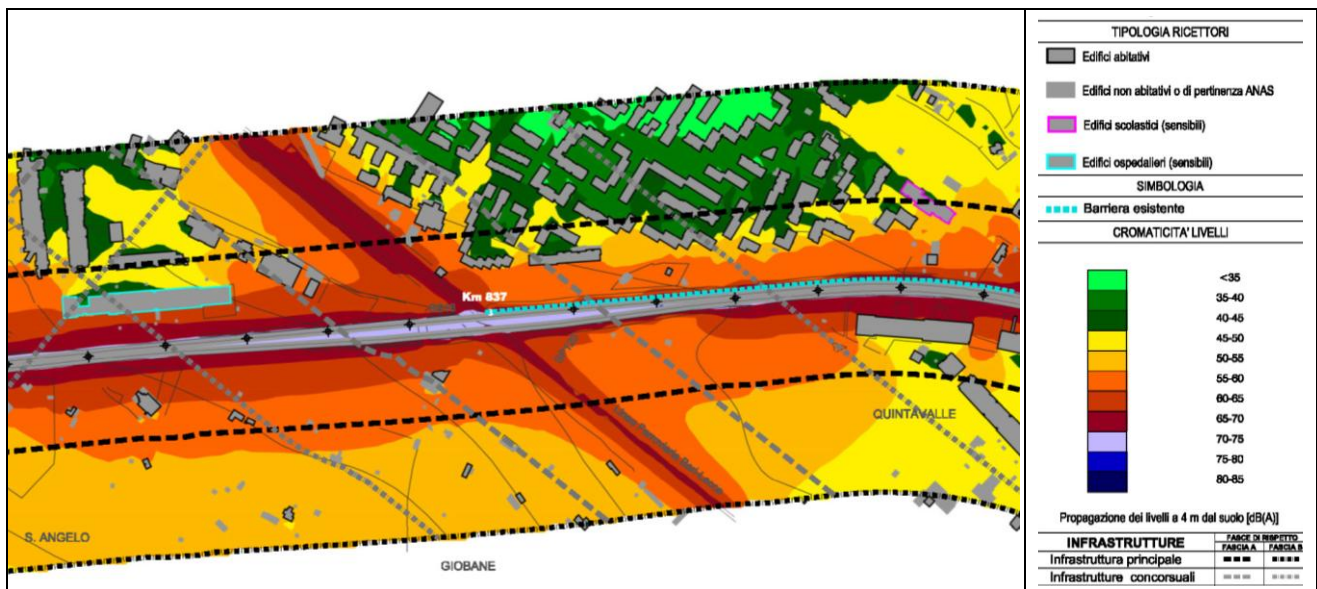 Km 837
QUINTAVALLE
S. ANGELO
GIOBANE
TIPOLOGIA RICETTORI
Edifici abitativi
Edifici non abitativi o di pertinenza ANAS
Edifici scolastici (sensibili)
Edifici ospedalieri (sensibili)
SIMBOLOGIA
Barriera esistente
CROMATICITA' LIVELLI
<35
35-40
40-45
45-50
50-55
55-60
60-65
65-70
70-75
75-80
80-85
Propagazione dei livelli a 4 m dal suolo [dB(A)]
INFRASTRUTTURE
FASCE DI RISPETTO
FASCIA A FASCIA B
Infrastruttura principale
Infrastrutture concorsuali